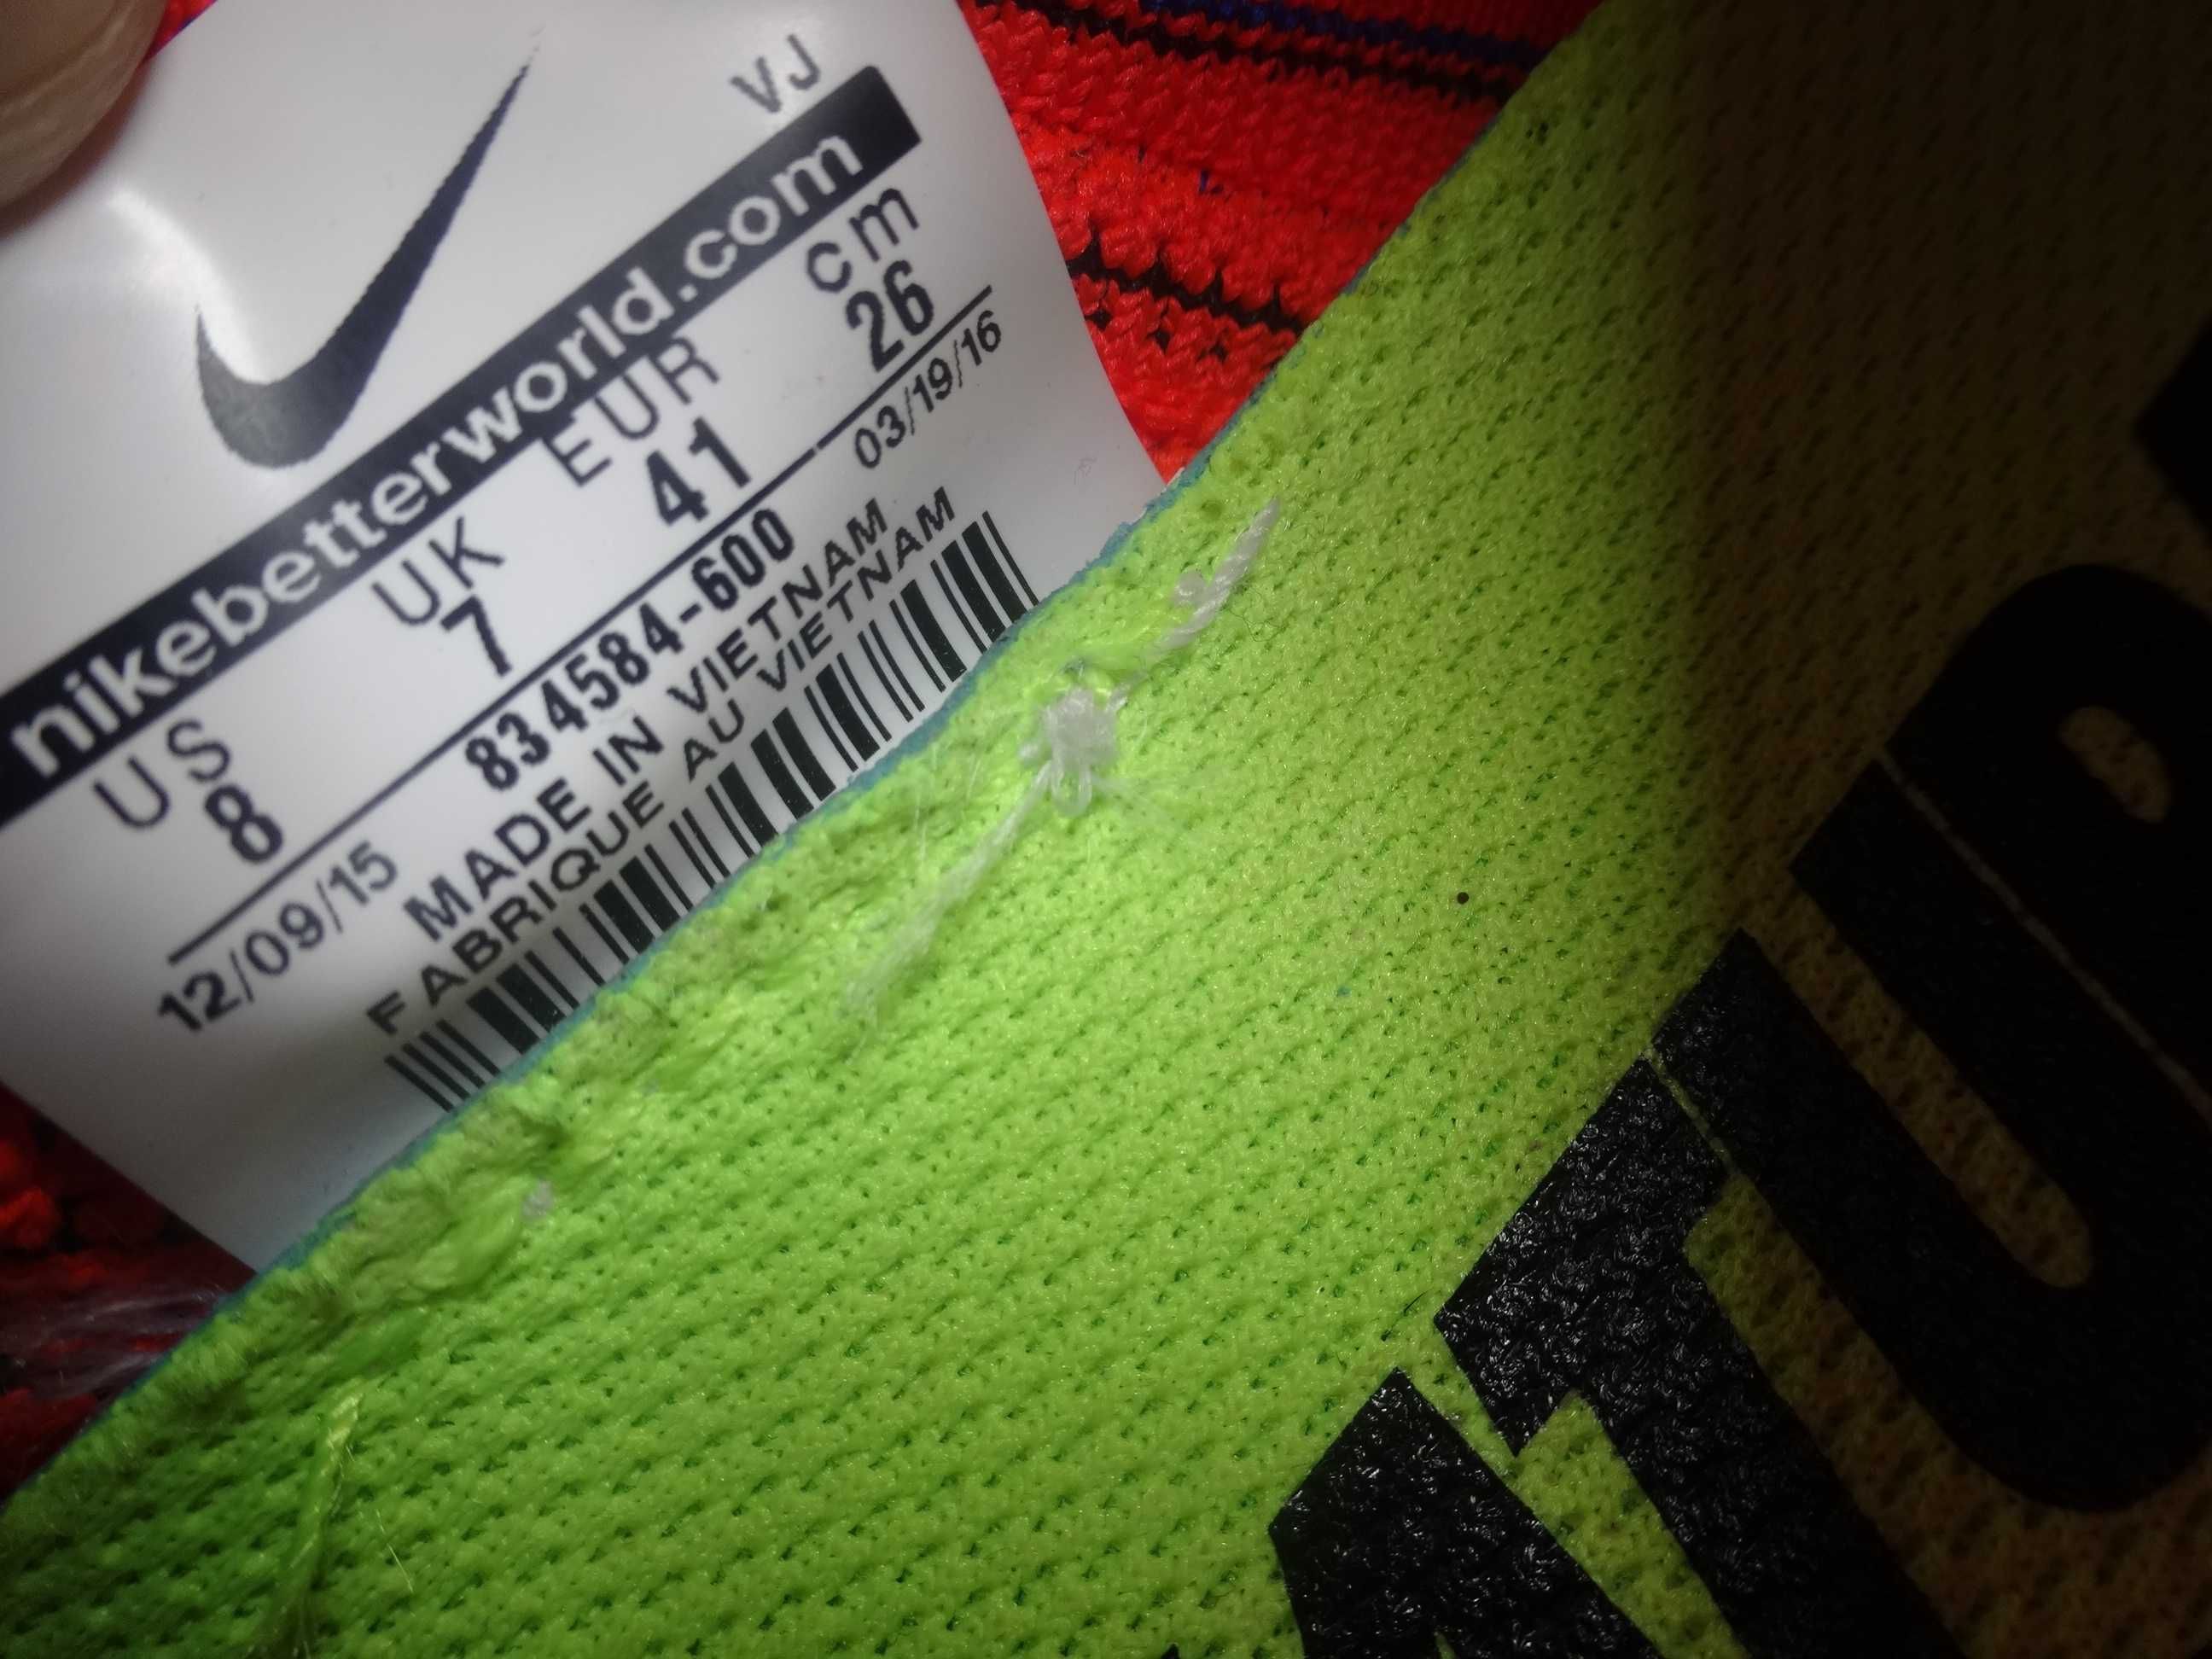 VJ
nikebetterworld.com
US UK EUR cm
8 7 41 26
12/09/15 834584-600 03/19/16
MADE IN VIETNAM
FABRIQUE AU VIETNAM